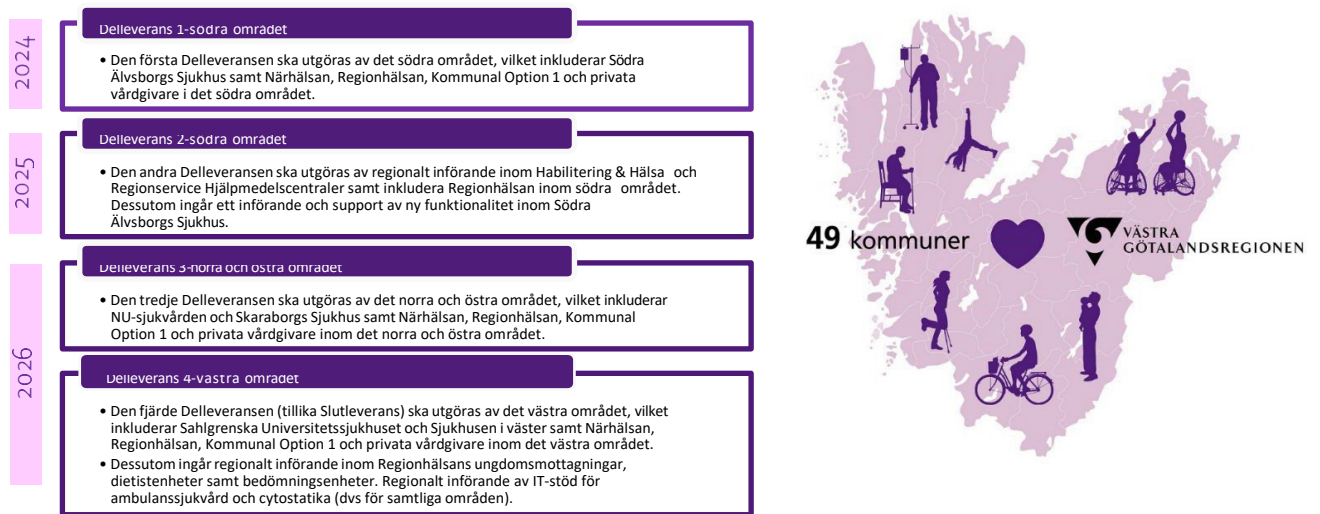 2024
Delleverans 1-södra området
• Den första Delleveransen ska utgöras av det södra området, vilket inkluderar Södra
Älvsborgs Sjukhus samt Närhälsan, Regionhälsan, Kommunal Option 1 och privata
vårdgivare i det södra området.
2025
Delleverans 2-södra området
• Den andra Delleveransen ska utgöras av regionalt införande inom Habilitering & Hälsa och
Regionservice Hjälpmedelscentraler samt inkludera Regionhälsan inom södra området.
Dessutom ingår ett införande och support av ny funktionalitet inom Södra
Älvsborgs Sjukhus.
2026
Delleverans 3-norra och östra området
• Den tredje Delleveransen ska utgöras av det norra och östra området, vilket inkluderar
NU-sjukvården och Skaraborgs Sjukhus samt Närhälsan, Regionhälsan, Kommunal
Option 1 och privata vårdgivare inom det norra och östra området.
Delleverans 4-västra området
• Den fjärde Delleveransen (tillika Slutleverans) ska utgöras av det västra området, vilket
inkluderar Sahlgrenska Universitetssjukhuset och Sjukhusen i väster samt Närhälsan,
Regionhälsan, Kommunal Option 1 och privata vårdgivare inom det västra området.
• Dessutom ingår regionalt införande inom Regionhälsans ungdomsmottagningar,
dietistenheter samt bedömningsenheter. Regionalt införande av IT-stöd för
ambulanssjukvård och cytostatika (dvs för samtliga områden).
49 kommuner
VÄSTRA
GÖTALANDSREGIONEN